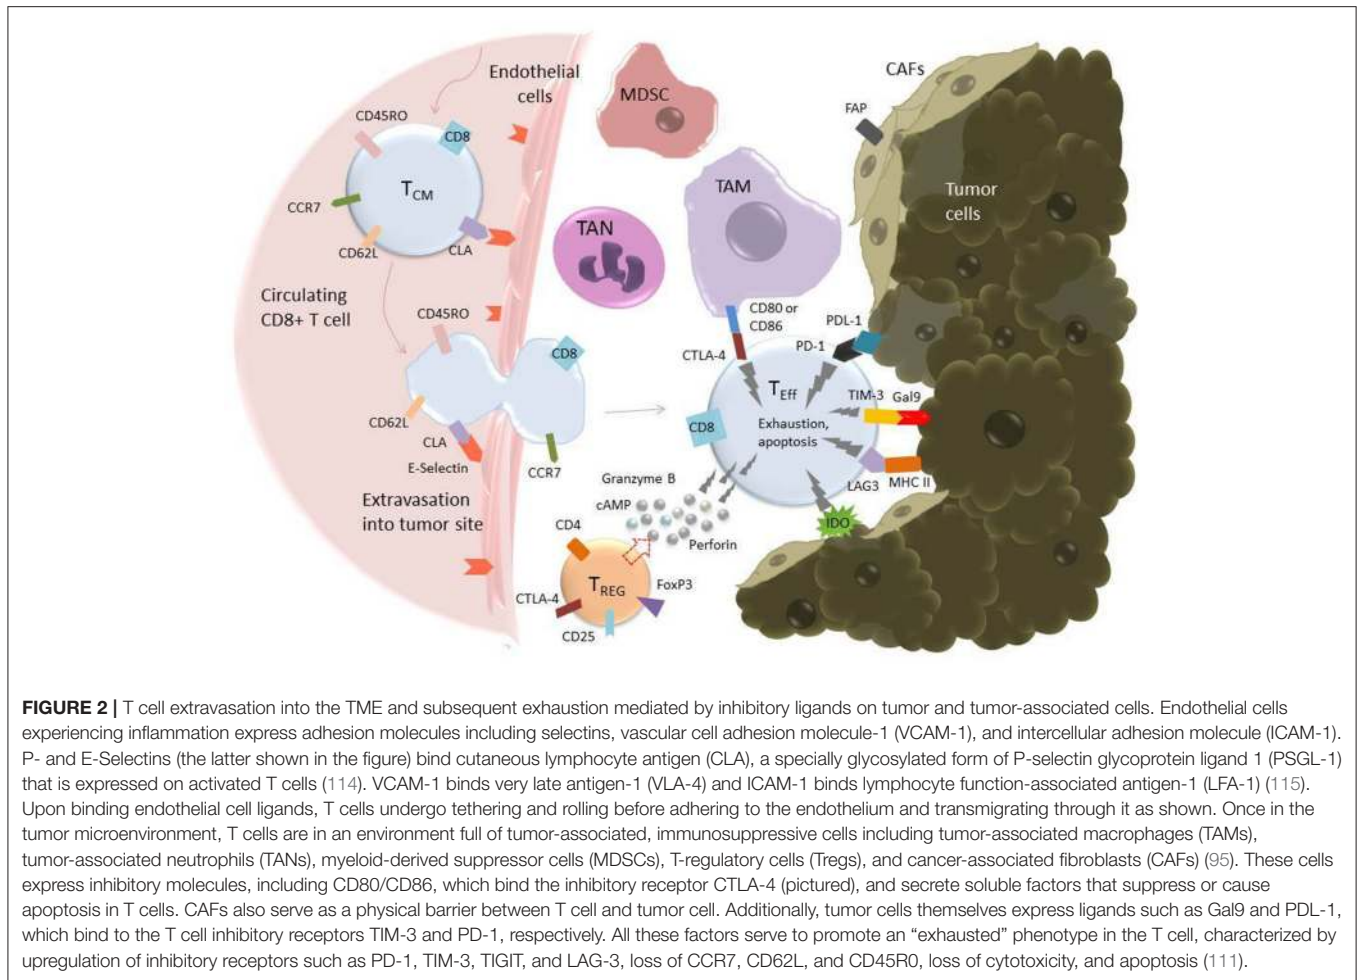 Endothelial
cells
MDSC
CAFs
FAP
CD45RO
CD8
T CM
CCR7
CD62L
CLA
TAM
TAN
Tumor
cells
Circulating
CD8+ T cell
CD45RO
CD8
CD62L
CLA
E-Selectin
CCR7
Extravasation
into tumor site
CD80 or
CD86
CTLA-4
PDL-1
PD-1
T Eff
TIM-3 Gal9
Exhaustion,
apoptosis
CD8
LAG3 MHC II
IDO
Granzyme B
cAMP
Perforin
CD4
T REG
FoxP3
CTLA-4
CD25
FIGURE 2 | T cell extravasation into the TME and subsequent exhaustion mediated by inhibitory ligands on tumor and tumor-associated cells. Endothelial cells
experiencing inflammation express adhesion molecules including selectins, vascular cell adhesion molecule-1 (VCAM-1), and intercellular adhesion molecule (ICAM-1).
P- and E-Selectins (the latter shown in the figure) bind cutaneous lymphocyte antigen (CLA), a specially glycosylated form of P-selectin glycoprotein ligand 1 (PSGL-1)
that is expressed on activated T cells (114). VCAM-1 binds very late antigen-1 (VLA-4) and ICAM-1 binds lymphocyte function-associated antigen-1 (LFA-1) (115).
Upon binding endothelial cell ligands, T cells undergo tethering and rolling before adhering to the endothelium and transmigrating through it as shown. Once in the
tumor microenvironment, T cells are in an environment full of tumor-associated, immunosuppressive cells including tumor-associated macrophages (TAMs),
tumor-associated neutrophils (TANs), myeloid-derived suppressor cells (MDSCs), T-regulatory cells (Tregs), and cancer-associated fibroblasts (CAFs) (95). These cells
express inhibitory molecules, including CD80/CD86, which bind the inhibitory receptor CTLA-4 (pictured), and secrete soluble factors that suppress or cause
apoptosis in T cells. CAFs also serve as a physical barrier between T cell and tumor cell. Additionally, tumor cells themselves express ligands such as Gal9 and PDL-1,
which bind to the T cell inhibitory receptors TIM-3 and PD-1, respectively. All these factors serve to promote an “exhausted” phenotype in the T cell, characterized by
upregulation of inhibitory receptors such as PD-1, TIM-3, TIGIT, and LAG-3, loss of CCR7, CD62L, and CD45R0, loss of cytotoxicity, and apoptosis (111).